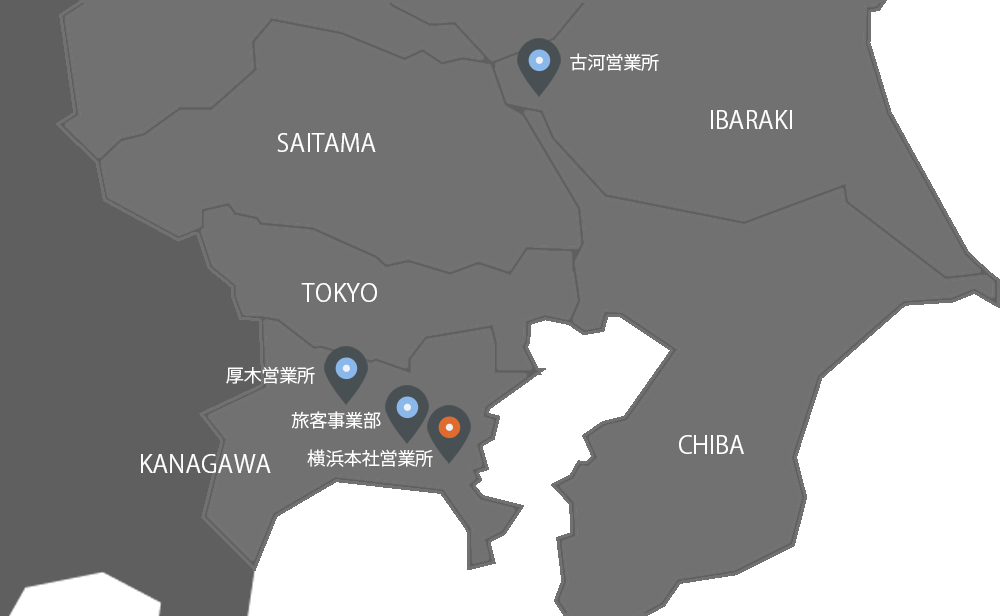 古河営業所
IBARAKI
SAITAMA
TOKYO
厚木営業所
旅客事業部
横浜本社営業所
KANAGAWA
CHIBA